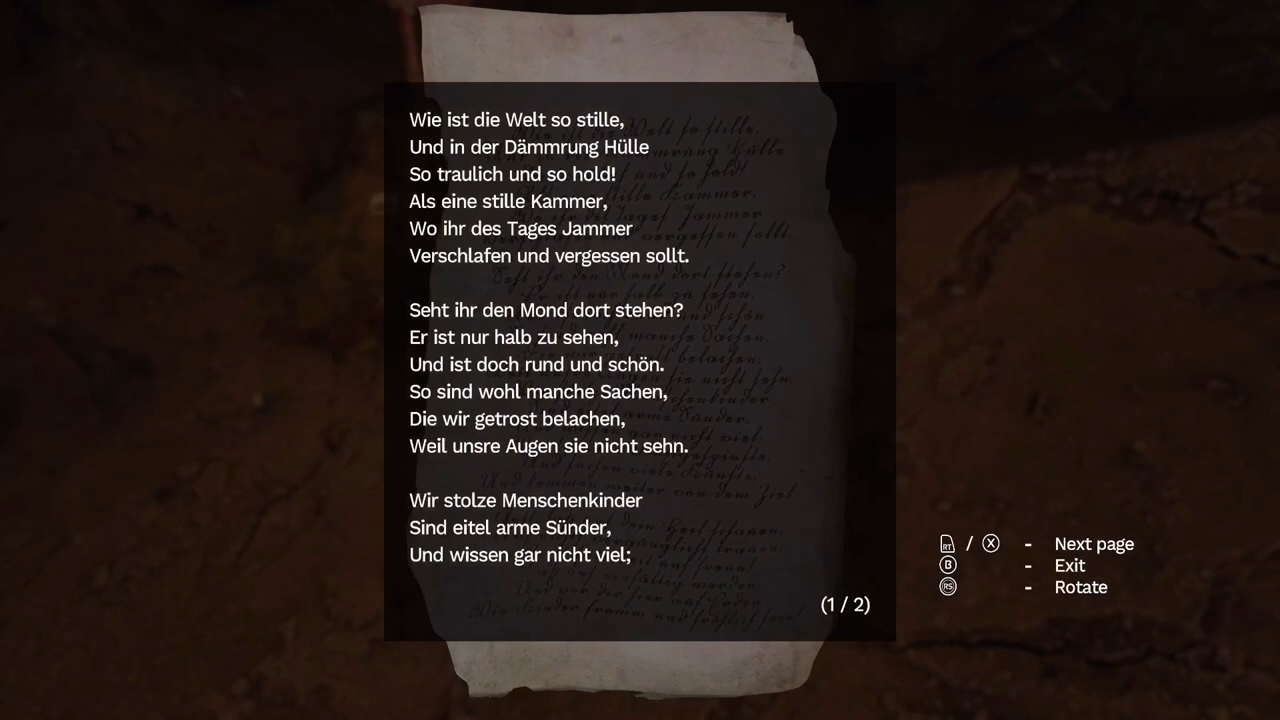 Wie ist die Welt so stille,
Und in der Dämmrung Hülle
So traulich und so hold!
Als eine stille Kammer,
Wo ihr des Tages Jammer
Verschlafen und vergessen sollt.
Seht ihr den Mond dort stehen?
Er ist nur halb zu sehen,
Und ist doch rund und schön.
So sind wohl manche Sachen,
Die wir getrost belachen,
Weil unsre Augen sie nicht sehn.
Wir stolze Menschenkinder
Sind eitel arme Sünder,
Und wissen gar nicht viel;
(1 / 2)
RT / X - Next page
B - Exit
RS - Rotate